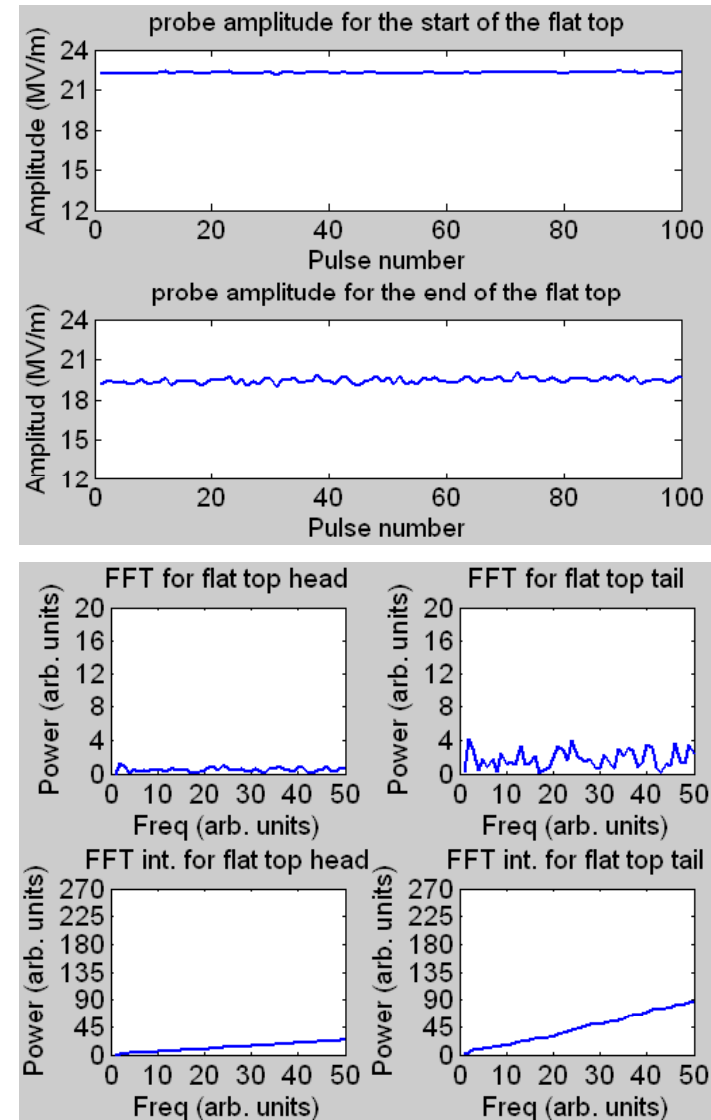 probe amplitude for the start of the flat top
Amplitude (MV/m)
24
21
18
15
12
0 20 40 60 80 100
Pulse number
probe amplitude for the end of the flat top
Amplitud (MV/m)
24
21
18
15
12
0 20 40 60 80 100
Pulse number
FFT for flat top head
Power (arb. units)
20
16
12
8
4
0
0 10 20 30 40 50
Freq (arb. units)
FFT for flat top tail
Power (arb. units)
20
16
12
8
4
0
0 10 20 30 40 50
Freq (arb. units)
FFT int. for flat top head
Power (arb. units)
270
225
180
135
90
45
0
0 10 20 30 40 50
Freq (arb. units)
FFT int. for flat top tail
Power (arb. units)
270
225
180
135
90
45
0
0 10 20 30 40 50
Freq (arb. units)